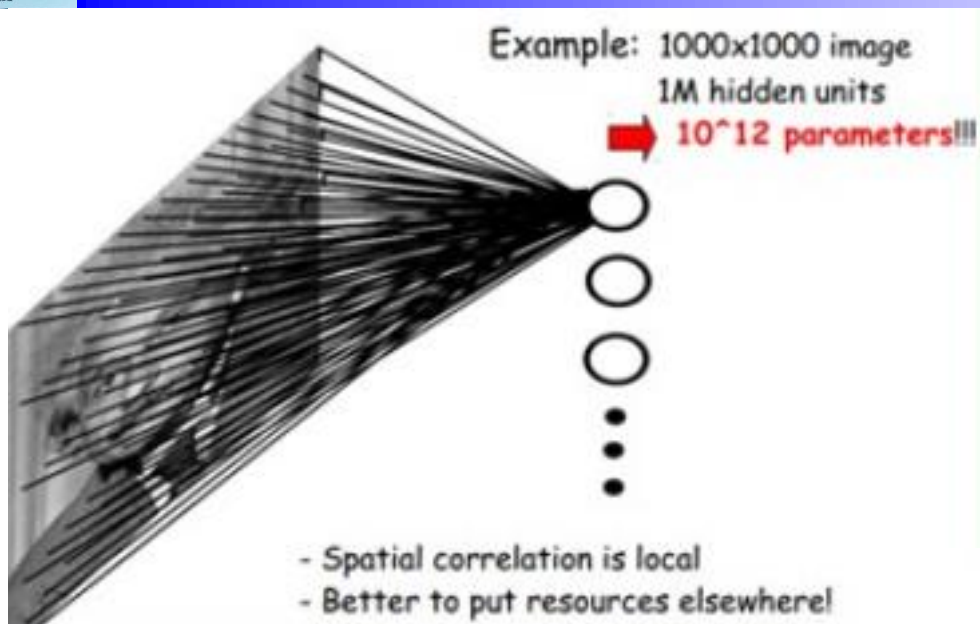 Example: 1000x1000 image
1M hidden units
10^12 parameters!!!
- Spatial correlation is local
- Better to put resources elsewhere!